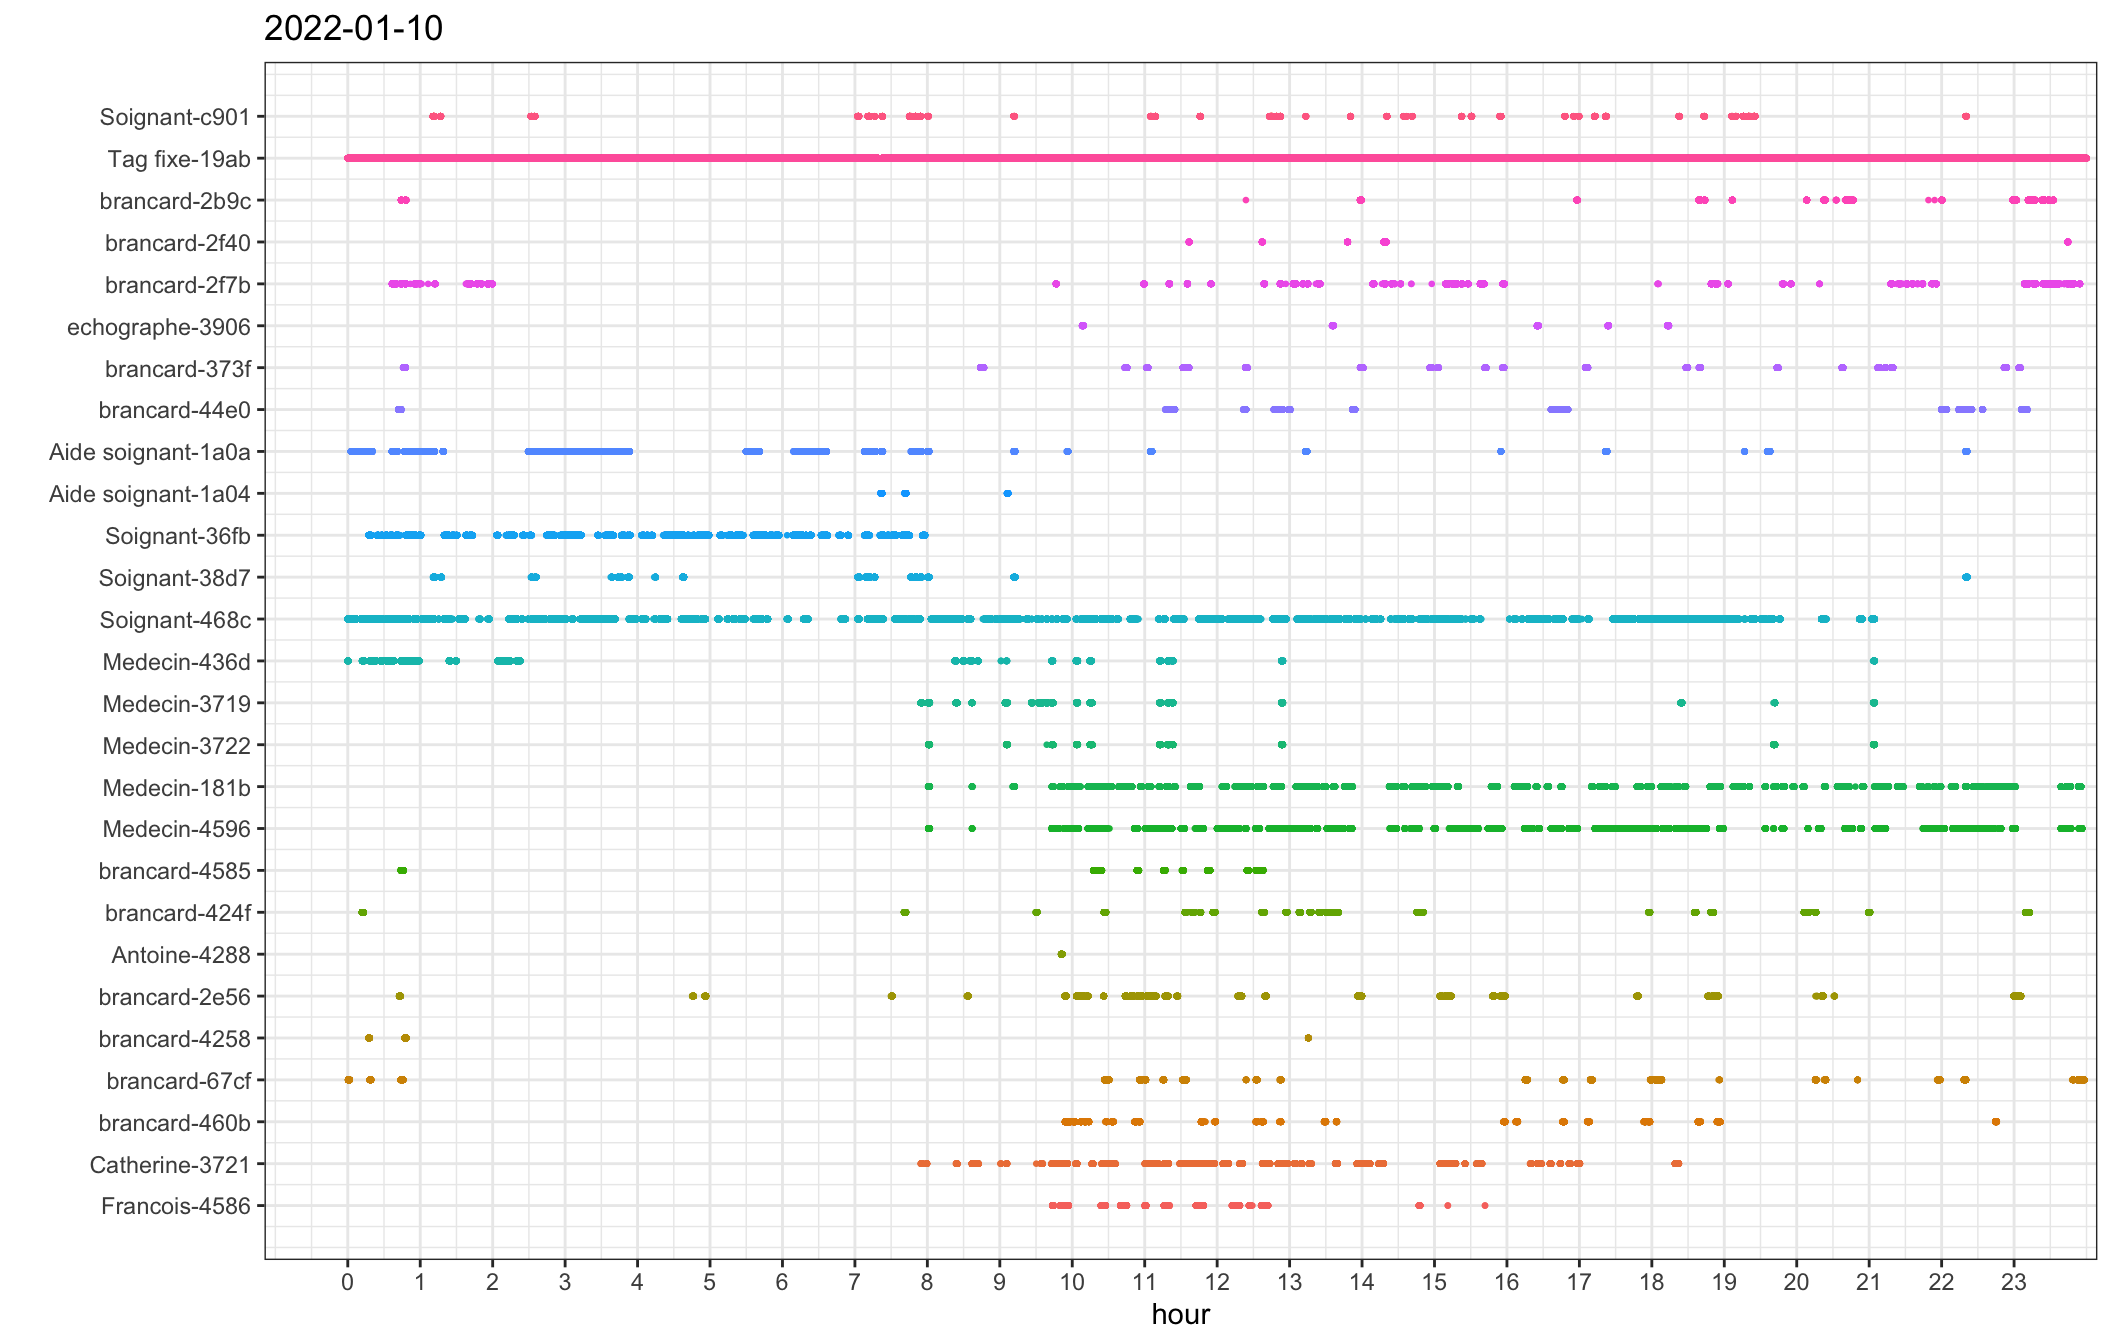 2022-01-10
Soignant-c901
Tag fixe-19ab
brancard-2b9c
brancard-2f40
brancard-2f7b
echographe-3906
brancard-373f
brancard-44e0
Aide soignant-1a0a
Aide soignant-1a04
Soignant-36fb
Soignant-38d7
Soignant-468c
Medecin-436d
Medecin-3719
Medecin-3722
Medecin-181b
Medecin-4596
brancard-4585
brancard-424f
Antoine-4288
brancard-2e56
brancard-4258
brancard-67cf
brancard-460b
Catherine-3721
Francois-4586
0 1 2 3 4 5 6 7 8 9 10 11 12 13 14 15 16 17 18 19 20 21 22 23
hour